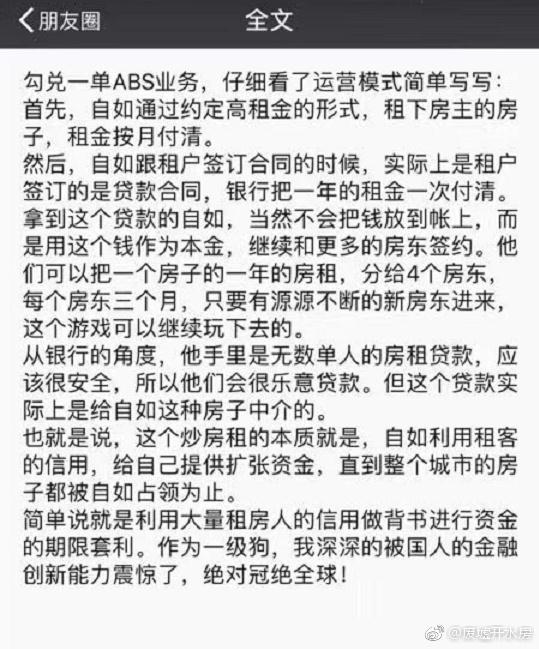 朋友圈
全文
勾兑一单ABS业务，仔细看了运营模式简单写写：
首先，自如通过约定高租金的形式，租下房主的房
子，租金按月付清。
然后，自如跟租户签订合同的时候，实际上是租户
签订的是贷款合同，银行把一年的租金一次付清。
拿到这个贷款的自如，当然不会把钱放到帐上，而
是用这个钱作为本金，继续和更多的房东签约。他
们可以把一个房子的一年的房租，分给4个房东，
每个房东三个月，只要有源源不断的新房东进来，
这个游戏可以继续玩下去的。
从银行的角度，他手里是无数单人的房租贷款，应
该很安全，所以他们会很乐意贷款。但这个贷款实
际上是给自如这种房子中介的。
也就是说，这个炒房租的本质就是，自如利用租客
的信用，给自己提供扩张资金，直到整个城市的房
子都被自如占领为止。
简单说就是利用大量租房人的信用做背书进行资金
的期限套利。作为一级狗，我深深的被国人的金融
创新能力震惊了，绝对冠绝全球！